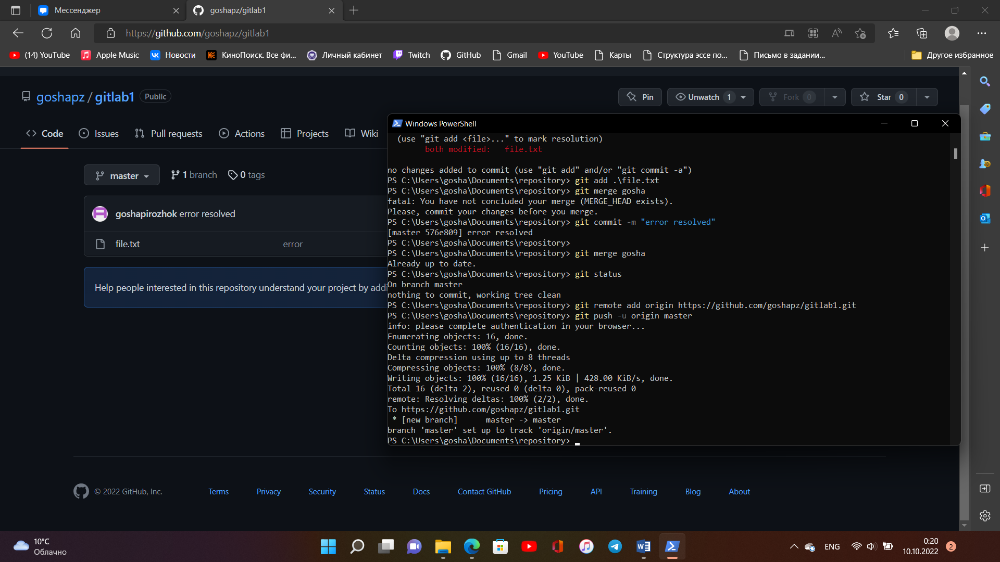 Мессенджер
goshapz/gitlab1
https://github.com/goshapz/gitlab1
(14) YouTube
Apple Music
Новости
КиноПоиск. Все фи...
Личный кабинет
Twitch
GitHub
Gmail
YouTube
Карты
Структура эссе по...
Письмо в задании...
Другое избранное
goshapz / gitlab1 Public
Pin
Unwatch 1
Fork 0
Star 0
Code
Issues
Pull requests
Actions
Projects
Wiki
master
1 branch
0 tags
goshapirozhok error resolved
file.txt error
Help people interested in this repository understand your project by add
Windows PowerShell
(use "git add <file>..." to mark resolution)
both modified: file.txt
no changes added to commit (use "git add" and/or "git commit -a")
PS C:\Users\gosha\Documents\repository> git add .\file.txt
PS C:\Users\gosha\Documents\repository> git merge gosha
fatal: You have not concluded your merge (MERGE_HEAD exists).
Please, commit your changes before you merge.
PS C:\Users\gosha\Documents\repository> git commit -m "error resolved"
[master 576e809] error resolved
PS C:\Users\gosha\Documents\repository>
PS C:\Users\gosha\Documents\repository> git merge gosha
Already up to date.
PS C:\Users\gosha\Documents\repository> git status
On branch master
nothing to commit, working tree clean
PS C:\Users\gosha\Documents\repository> git remote add origin https://github.com/goshapz/gitlab1.git
PS C:\Users\gosha\Documents\repository> git push -u origin master
info: please complete authentication in your browser...
Enumerating objects: 16, done.
Counting objects: 100% (16/16), done.
Delta compression using up to 8 threads
Compressing objects: 100% (8/8), done.
Writing objects: 100% (16/16), 1.25 KiB | 428.00 KiB/s, done.
Total 16 (delta 2), reused 0 (delta 0), pack-reused 0
remote: Resolving deltas: 100% (2/2), done.
To https://github.com/goshapz/gitlab1.git
* [new branch] master -> master
branch 'master' set up to track 'origin/master'.
PS C:\Users\gosha\Documents\repository>
© 2022 GitHub, Inc.
Terms
Privacy
Security
Status
Docs
Contact GitHub
Pricing
API
Training
Blog
About
10°C
Облачно
ENG
0:20
10.10.2022
2